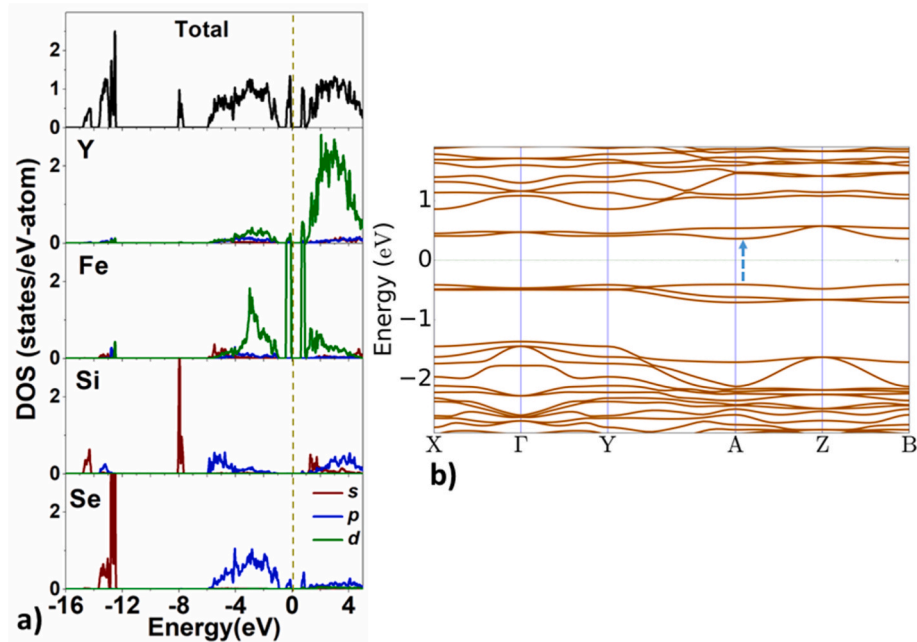 Total
Y
Fe
Si
Se
s
p
d
DOS (states/eV-atom)
2
1
0
2
0
2
0
2
0
2
0
-16 -12 -8 -4 0 4
Energy(eV)
a)
Energy (eV)
1
0
−1
−2
X Γ Y A Z B
b)